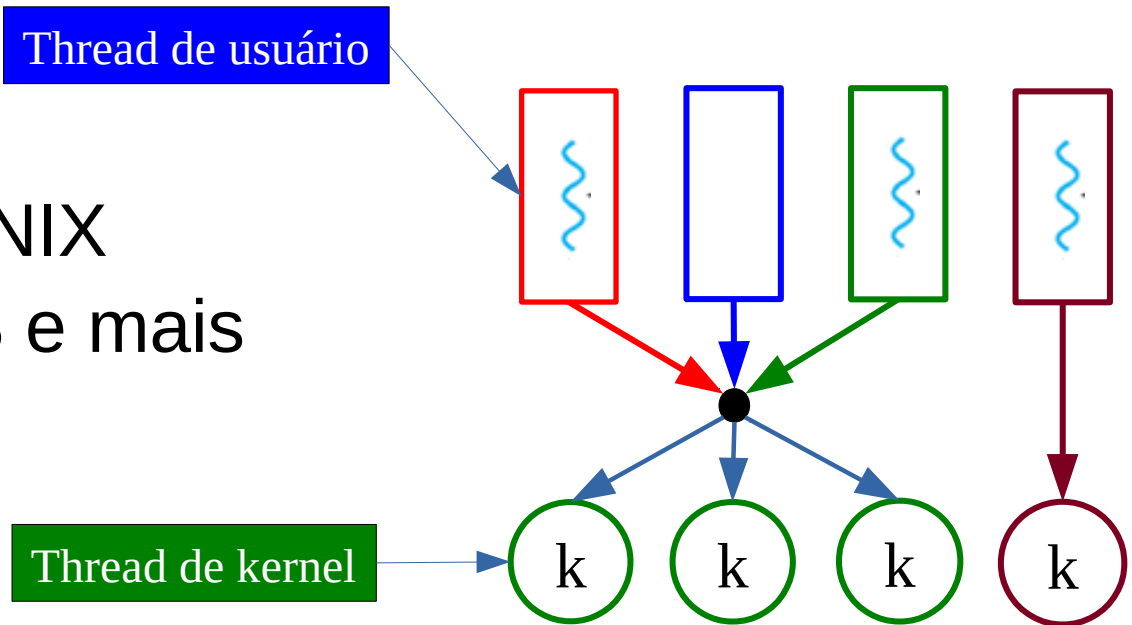 Thread de usuário
NIX
e mais
Thread de kernel
k
k
k
k